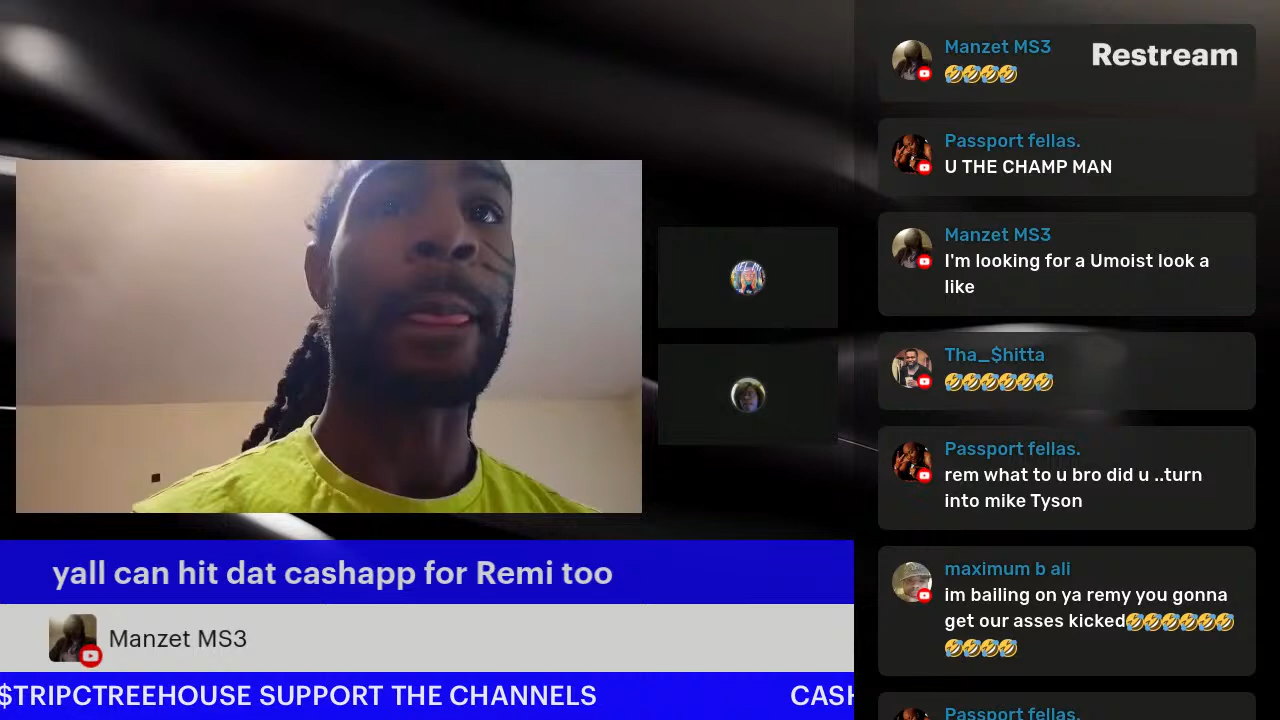 Manzet MS3
🤣🤣🤣🤣
Restream
Passport fellas.
U THE CHAMP MAN
Manzet MS3
I'm looking for a Umoist look a
like
Tha_$hitta
🤣🤣🤣🤣🤣🤣
Passport fellas.
rem what to u bro did u ..turn
into mike Tyson
maximum b ali
im bailing on ya remy you gonna
get our asses kicked🤣🤣🤣🤣🤣🤣
🤣🤣🤣🤣
Passport fellas.
yall can hit dat cashapp for Remi too
Manzet MS3
$TRIPCTREEHOUSE SUPPORT THE CHANNELS
CASH